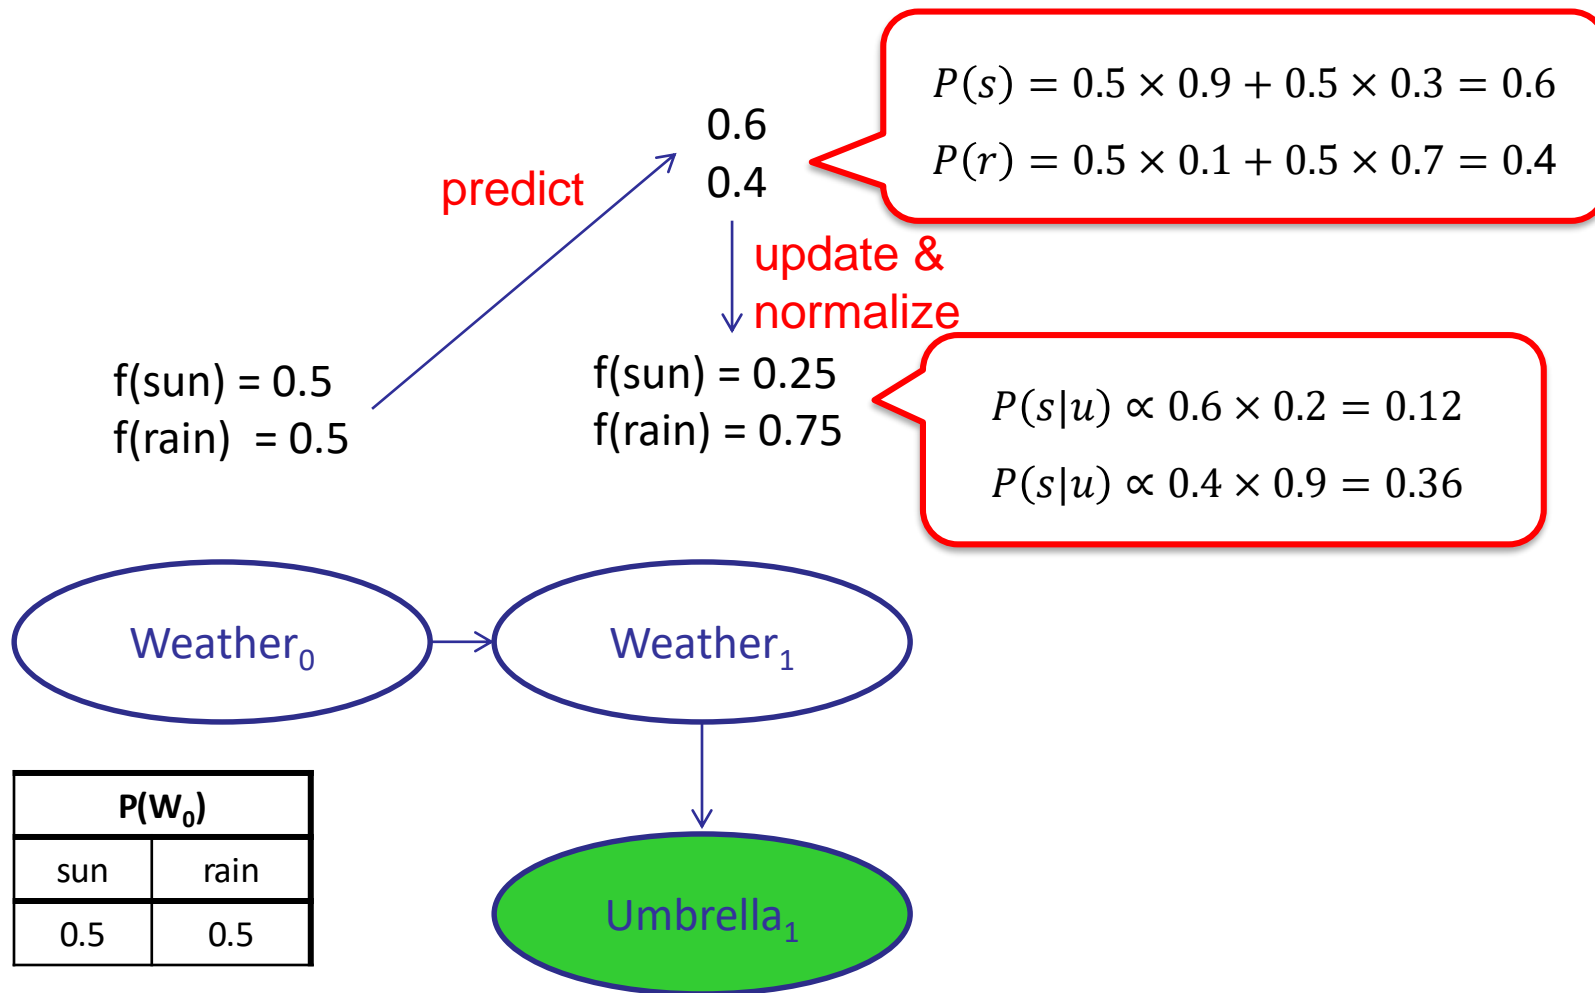 P(s) = 0.5 × 0.9 + 0.5 × 0.3 = 0.6
P(r) = 0.5 × 0.1 + 0.5 × 0.7 = 0.4
0.6
0.4
predict
update &
normalize
f(sun) = 0.5
f(rain) = 0.5
f(sun) = 0.25
f(rain) = 0.75
P(s|u) ∝ 0.6 × 0.2 = 0.12
P(s|u) ∝ 0.4 × 0.9 = 0.36
Weather₀
Weather₁
P(W₀)
sun rain
0.5 0.5
Umbrella₁